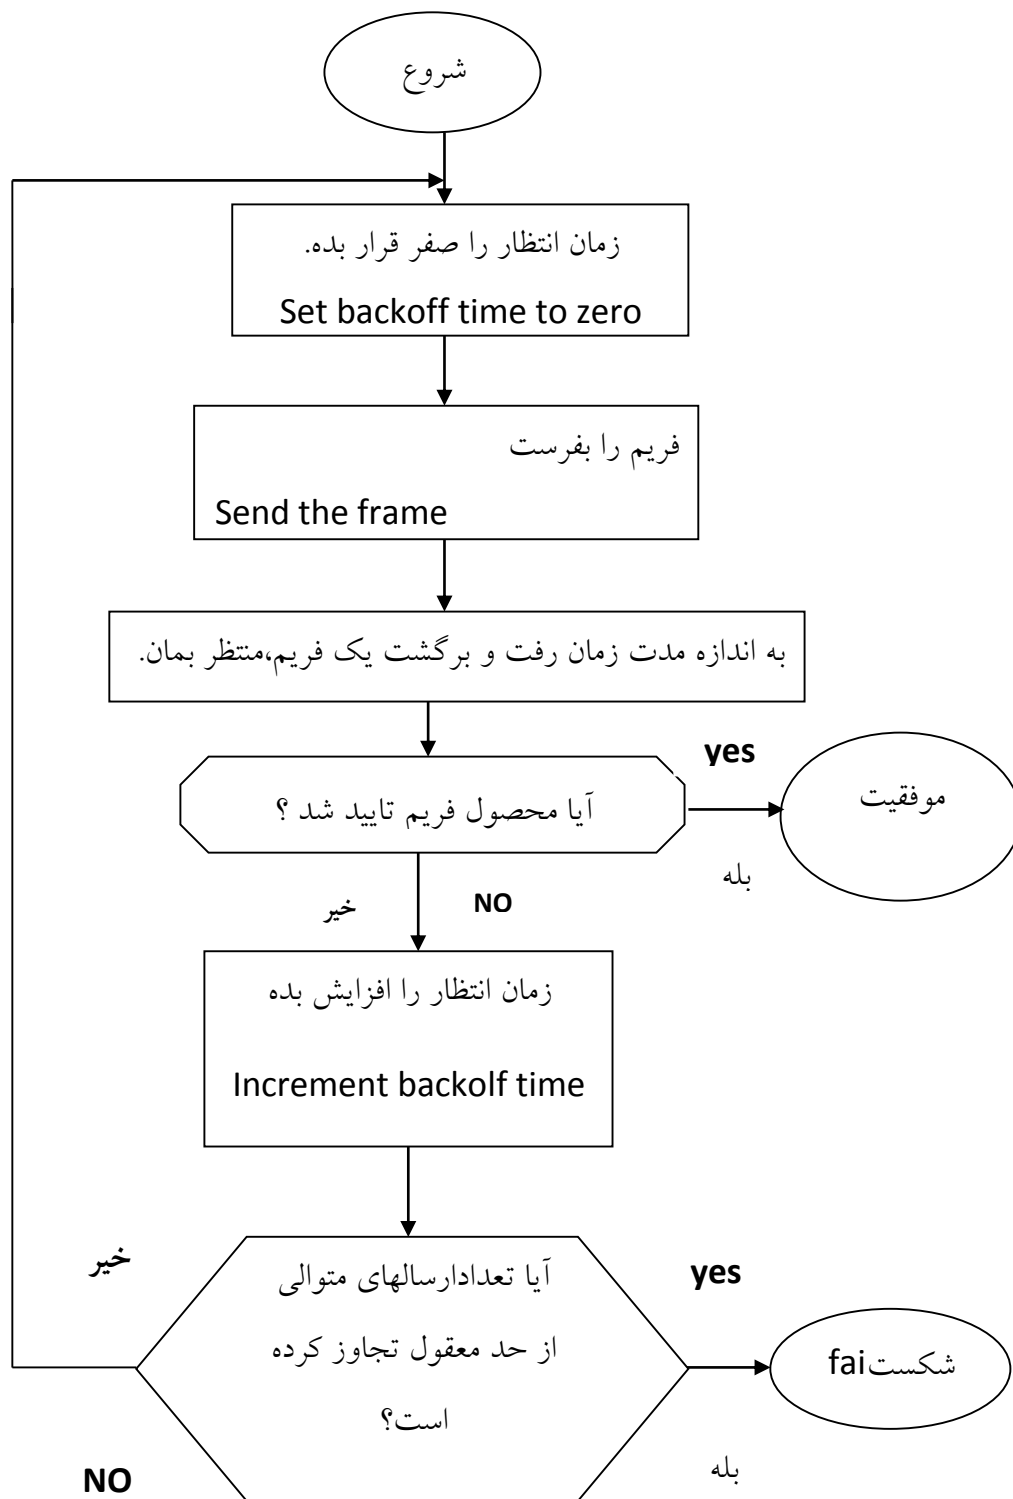 شروع
زمان انتظار را صفر قرار بده.
Set backoff time to zero
فریم را بفرست
Send the frame
به اندازه مدت زمان رفت و برگشت یک فریم،منتظر بمان.
yes
موفقیت
آیا محصول فریم تایید شد ؟
بله
خیر
NO
زمان انتظار را افزایش بده
Increment backolf time
خیر
yes
آیا تعدادارسالهای متوالی
از حد معقول تجاوز کرده
است؟
شکستfai
بله
NO